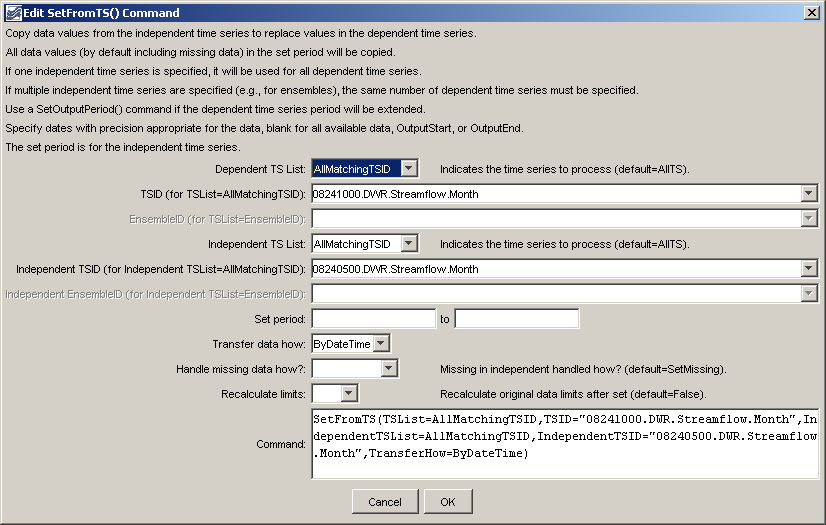 Edit SetFromTS() Command
Copy data values from the independent time series to replace values in the dependent time series.
All data values (by default including missing data) in the set period will be copied.
If one independent time series is specified, it will be used for all dependent time series.
If multiple independent time series are specified (e.g., for ensembles), the same number of dependent time series must be specified.
Use a SetOutputPeriod() command if the dependent time series period will be extended.
Specify dates with precision appropriate for the data, blank for all available data, OutputStart, or OutputEnd.
The set period is for the independent time series.
Dependent TS List: AllMatchingTSID Indicates the time series to process (default=AllTS).
TSID (for TSList=AllMatchingTSID): 08241000.DWR.Streamflow.Month
EnsembleID (for TSList=EnsembleID):
Independent TS List: AllMatchingTSID Indicates the time series to process (default=AllTS).
Independent TSID (for Independent TSList=AllMatchingTSID): 08240500.DWR.Streamflow.Month
Independent EnsembleID (for Independent TSList=EnsembleID):
Set period: to
Transfer data how: ByDateTime
Handle missing data how?: Missing in independent handled how? (default=SetMissing).
Recalculate limits: Recalculate original data limits after set (default=False).
SetFromTS(TSList=AllMatchingTSID,TSID="08241000.DWR.Streamflow.Month",In
Command: dependentTSList=AllMatchingTSID,IndependentTSID="08240500.DWR.Streamflow
.Month",TransferHow=ByDateTime)
Cancel OK